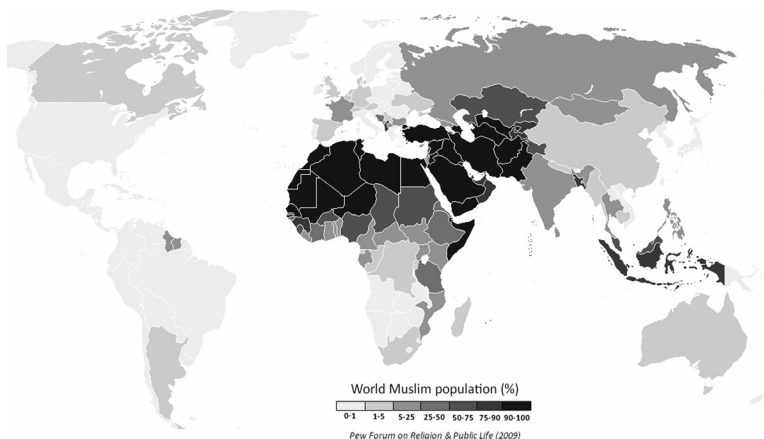 World Muslim population (%)
0-1 1-5 5-25 25-50 50-75 75-90 90-100
Pew Forum on Religion & Public Life (2009)